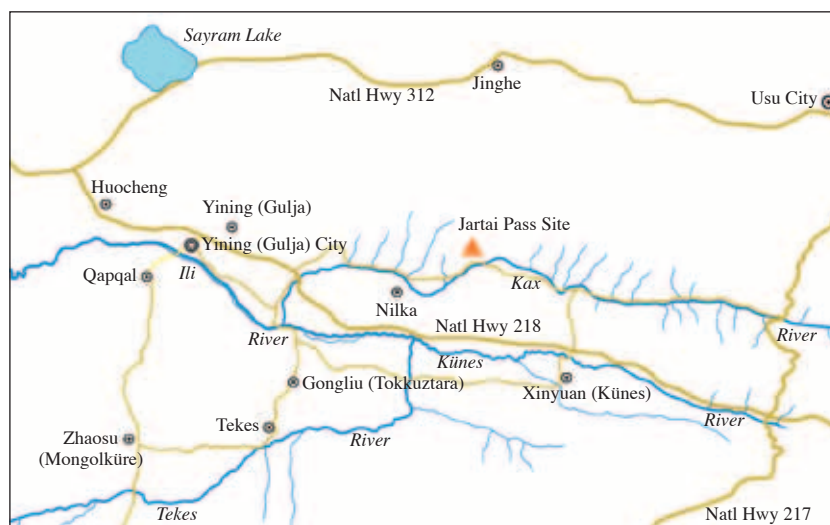 Sayram Lake
Jinghe
Natl Hwy 312
Usu City
Huocheng
Yining (Gulja)
Jartai Pass Site
Yining (Gulja) City
Ili
Qapqal
Kax
Nilka
River
Natl Hwy 218
River
Künes
Gongliu (Tokkuztara)
Xinyuan (Künes)
River
Tekes
Zhaosu
(Mongolküre)
River
Tekes
Natl Hwy 217